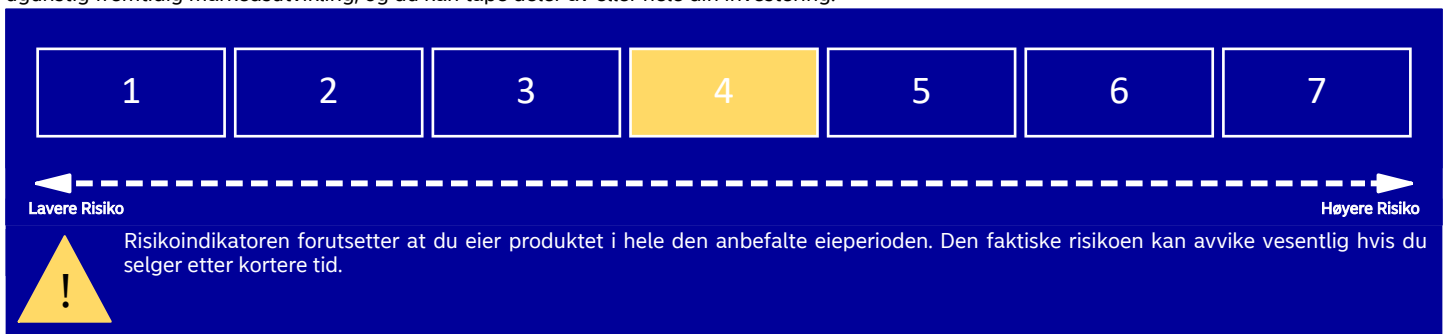 1 2 3 4 5 6 7
Lavere Risiko Høyere Risiko
Risikoindikatoren forutsetter at du eier produktet i hele den anbefalte eieperioden. Den faktiske risikoen kan avvike vesentlig hvis du
! selger etter kortere tid.